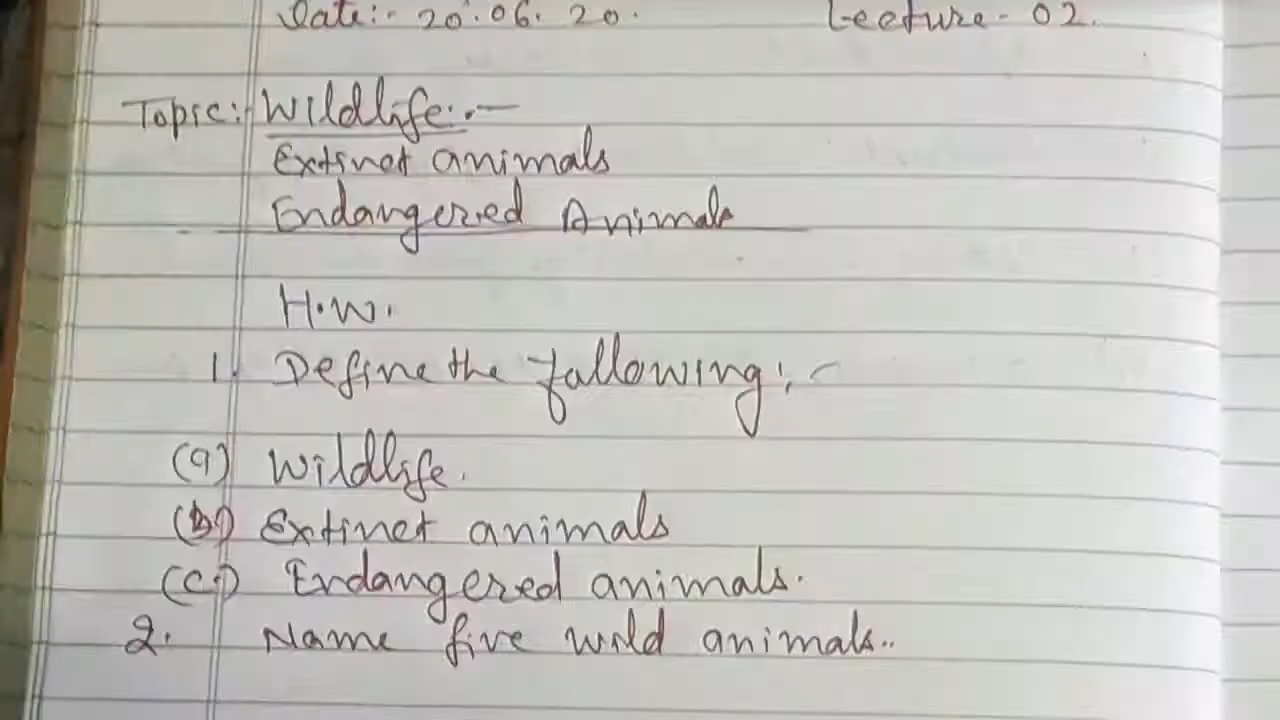 Date:- 20.06.20. Lecture-02.
Topic:- Wildlife:-
Extinct animals
Endangered Animals
H.W.
1. Define the following:-
(a) Wildlife.
(b) Extinct animals
(c) Endangered animals.
2. Name five wild animals..